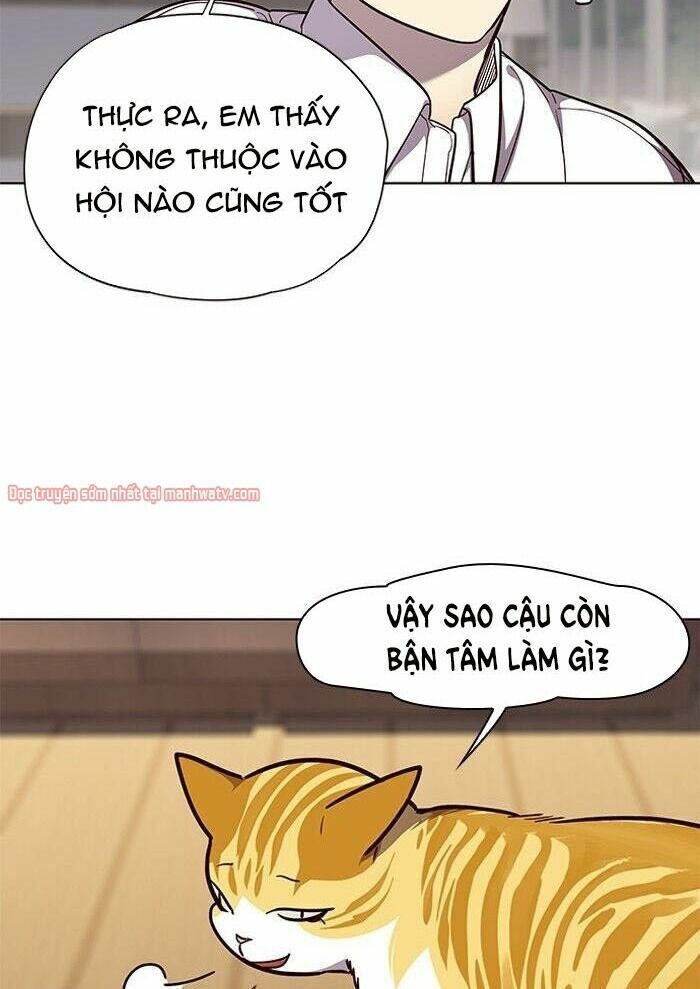 THỰC RA, EM THẤY
KHÔNG THUỘC VÀO
HỘI NÀO CŨNG TỐT
Đọc truyện sớm nhất tại manhwatv.com
VẬY SAO CẬU CÒN
BẬN TÂM LÀM GÌ?